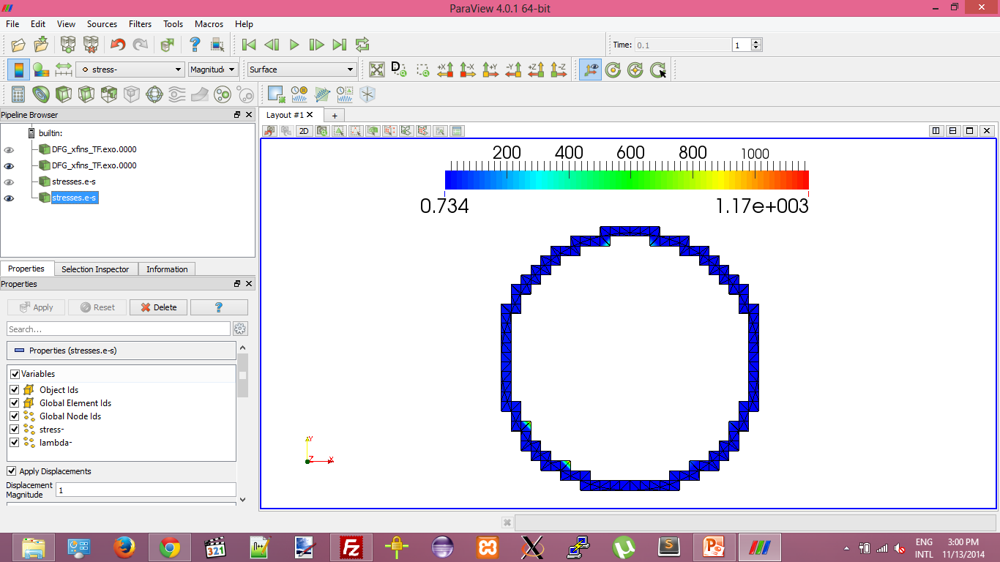 ParaView 4.0.1 64-bit
File Edit View Sources Filters Tools Macros Help
Time: 0.1 1
stress- Magnitud Surface
D +X -X +Y -Y +Z -Z
Pipeline Browser
Layout #1 +
2D
builtin:
DFG_xfins_TF.exo.0000
DFG_xfins_TF.exo.0000
stresses.e-s
stresses.e-s
200 400 600 800 1000
0.734 1.17e+003
Properties Selection Inspector Information
Properties
Apply Reset Delete ?
Search...
Properties (stresses.e-s)
Variables
Object Ids
Global Element Ids
Global Node Ids
stress-
lambda-
Apply Displacements
Displacement
Magnitude 1
Y
Z X
321 N++ Fz X S P
ENG 3:00 PM
INTL 11/13/2014